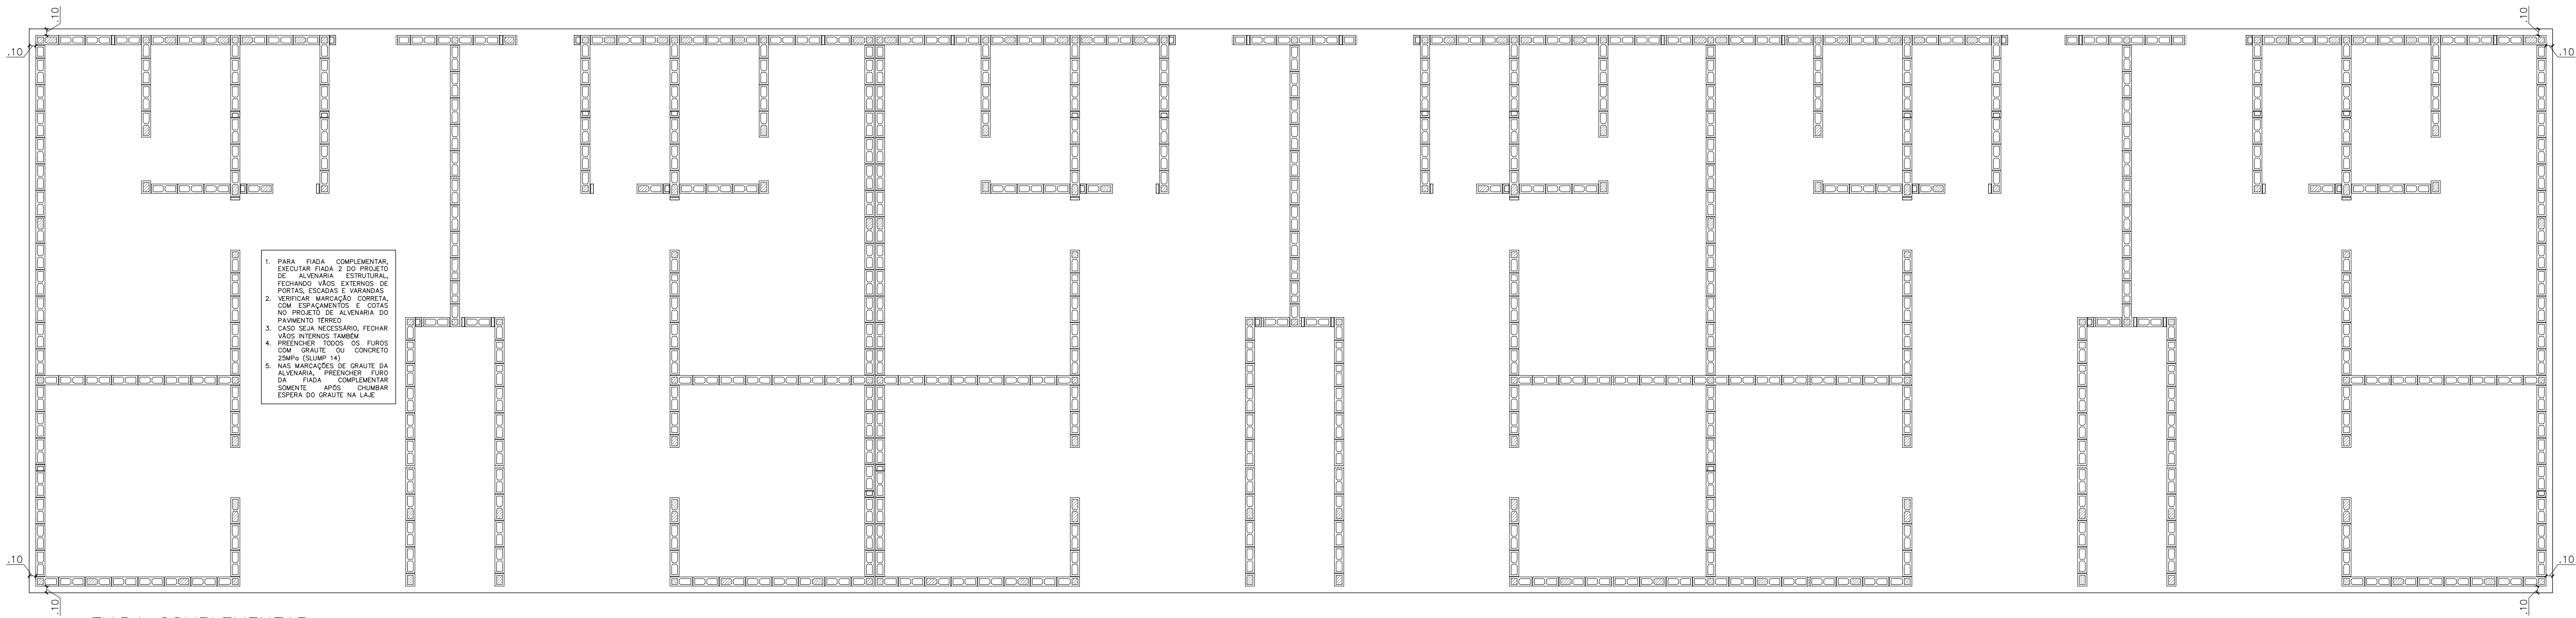 .10
.10
.10
.10
1. PARA FIADA COMPLEMENTAR,
EXECUTAR FIADA 2 DO PROJETO
DE ALVENARIA ESTRUTURAL,
FECHANDO VÃOS EXTERNOS DE
PORTAS, ESCADAS E VARANDAS
2. VERIFICAR MARCAÇÃO CORRETA,
COM ESPAÇAMENTOS E COTAS
NO PROJETO DE ALVENARIA DO
PAVIMENTO TÉRREO
3. CASO SEJA NECESSÁRIO, FECHAR
VÃOS INTERNOS TAMBÉM
4. PREENCHER TODOS OS FUROS
COM GRAUTE OU CONCRETO
25MPa (SLUMP 14)
5. NAS MARCAÇÕES DE GRAUTE DA
ALVENARIA, PREENCHER FURO
DA FIADA COMPLEMENTAR
SOMENTE APÓS CHUMBAR
ESPERA DO GRAUTE NA LAJE
.10
.10
.10
.10